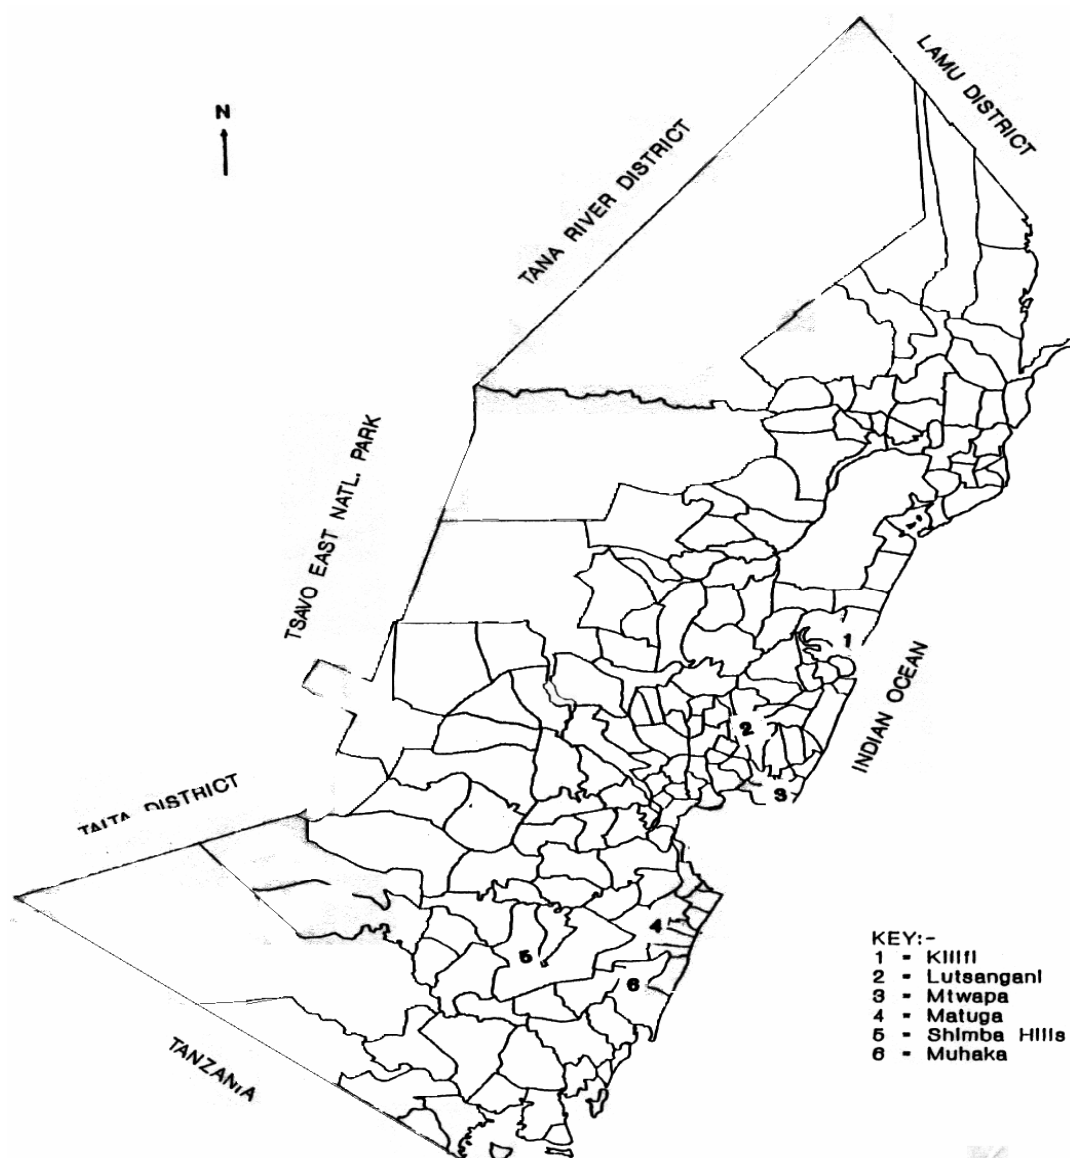 LAMU DISTRICT
N
TANA RIVER DISTRICT
TSAVO EAST NATL. PARK
1
INDIAN OCEAN
2
3
TAITA DISTRICT
4
5
6
KEY:-
1 - Kilifi
2 - Lutsangani
3 - Mtwapa
4 - Matuga
5 - Shimba Hills
6 - Muhaka
TANZANIA